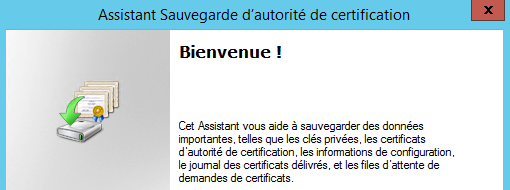 Assistant Sauvegarde d'autorité de certification
x
Bienvenue !
Cet Assistant vous aide à sauvegarder des données
importantes, telles que les clés privées, les certificats
d'autorité de certification, les informations de configuration,
le journal des certificats délivrés, et les files d'attente de
demandes de certificats.